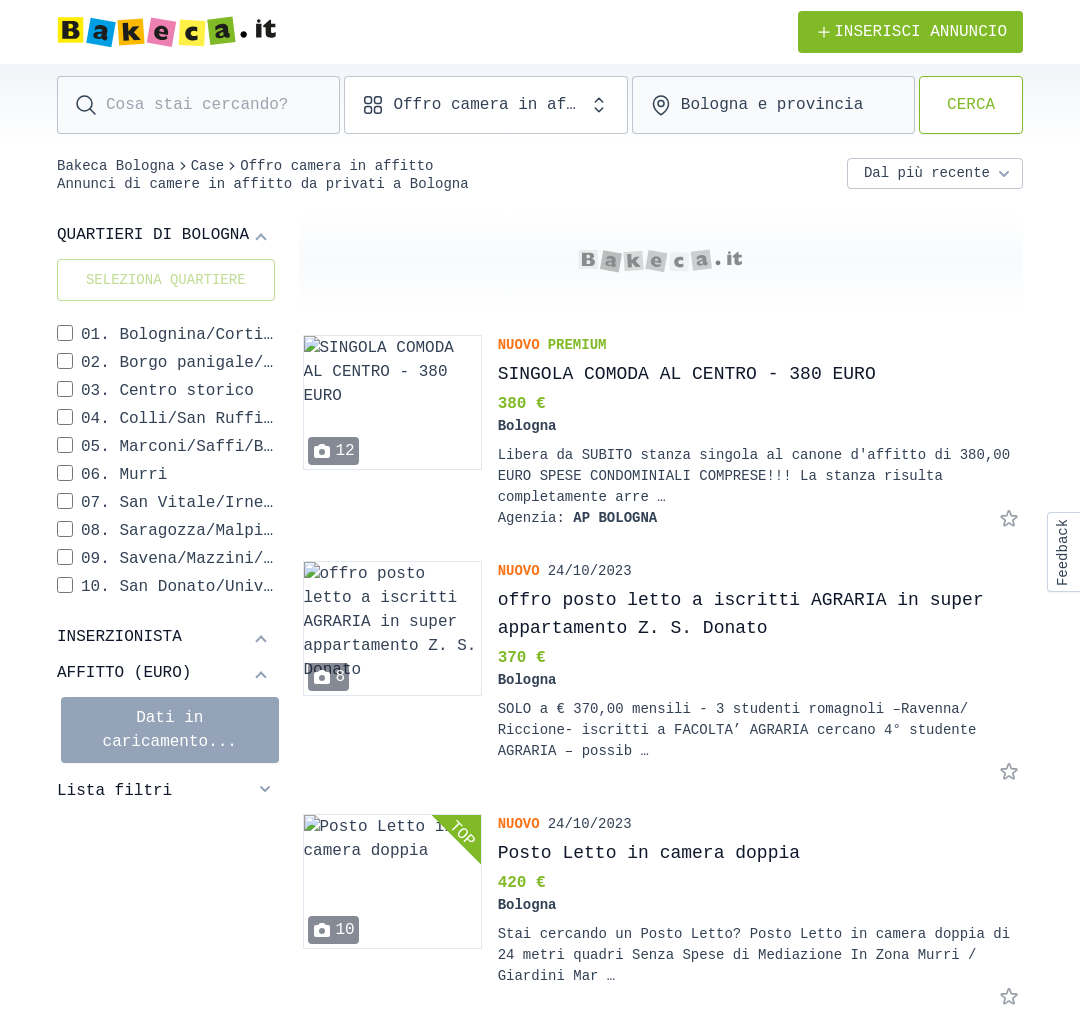 Bakeca.it
INSERISCI ANNUNCIO
Cosa stai cercando?
Offro camera in af…
Bologna e provincia
CERCA
Bakeca Bologna > Case > Offro camera in affitto
Annunci di camere in affitto da privati a Bologna
Dal più recente
QUARTIERI DI BOLOGNA
SELEZIONA QUARTIERE
01. Bolognina/Corti…
02. Borgo panigale/…
03. Centro storico
04. Colli/San Ruffi…
05. Marconi/Saffi/B…
06. Murri
07. San Vitale/Irne…
08. Saragozza/Malpi…
09. Savena/Mazzini/…
10. San Donato/Univ…
INSERZIONISTA
AFFITTO (EURO)
Dati in
caricamento...
Lista filtri
Bakeca.it
SINGOLA COMODA
AL CENTRO - 380
EURO
12
NUOVO PREMIUM
SINGOLA COMODA AL CENTRO - 380 EURO
380 €
Bologna
Libera da SUBITO stanza singola al canone d'affitto di 380,00
EURO SPESE CONDOMINIALI COMPRESE!!! La stanza risulta
completamente arre …
Agenzia: AP BOLOGNA
offro posto
letto a iscritti
AGRARIA in super
appartamento Z. S.
Donato
8
NUOVO 24/10/2023
offro posto letto a iscritti AGRARIA in super
appartamento Z. S. Donato
370 €
Bologna
SOLO a € 370,00 mensili - 3 studenti romagnoli –Ravenna/
Riccione- iscritti a FACOLTA’ AGRARIA cercano 4° studente
AGRARIA – possib …
Posto Letto in
camera doppia
TOP
10
NUOVO 24/10/2023
Posto Letto in camera doppia
420 €
Bologna
Stai cercando un Posto Letto? Posto Letto in camera doppia di
24 metri quadri Senza Spese di Mediazione In Zona Murri /
Giardini Mar …
Feedback